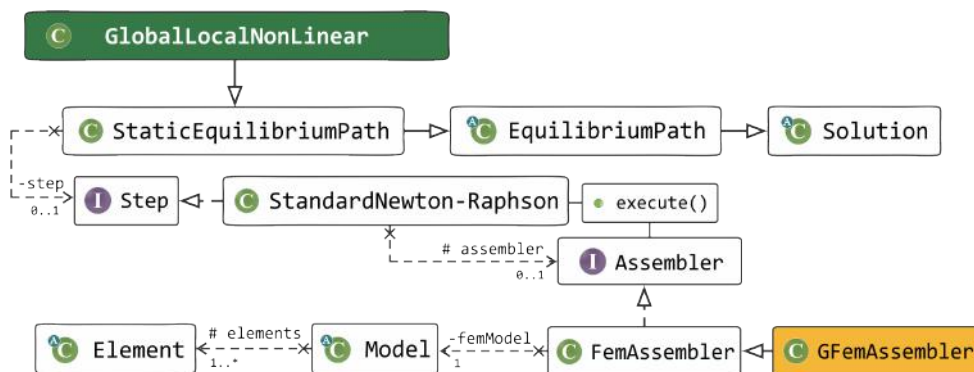 C GlobalLocalNonLinear
C StaticEquilibriumPath
A C EquilibriumPath
A C Solution
-step
0..1
I Step
C StandardNewton-Raphson
execute()
# assembler
0..1
I Assembler
A C Element
# elements
1..*
A C Model
-femModel
1
C FemAssembler
C GFemAssembler